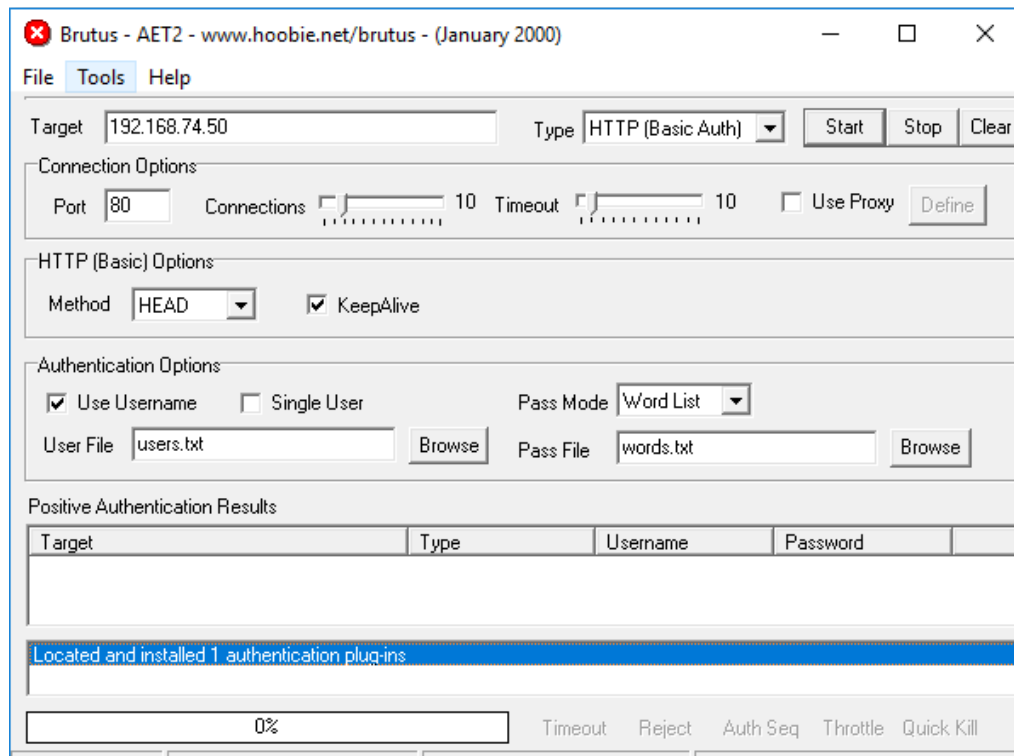 Brutus - AET2 - www.hoobie.net/brutus - (January 2000)
File Tools Help
Target 192.168.74.50 Type HTTP (Basic Auth) Start Stop Clear
Connection Options
Port 80 Connections 10 Timeout 10 Use Proxy Define
HTTP (Basic) Options
Method HEAD KeepAlive
Authentication Options
Use Username Single User Pass Mode Word List
User File users.txt Browse Pass File words.txt Browse
Positive Authentication Results
Target Type Username Password
Located and installed 1 authentication plug-ins
0% Timeout Reject Auth Seq Throttle Quick Kill